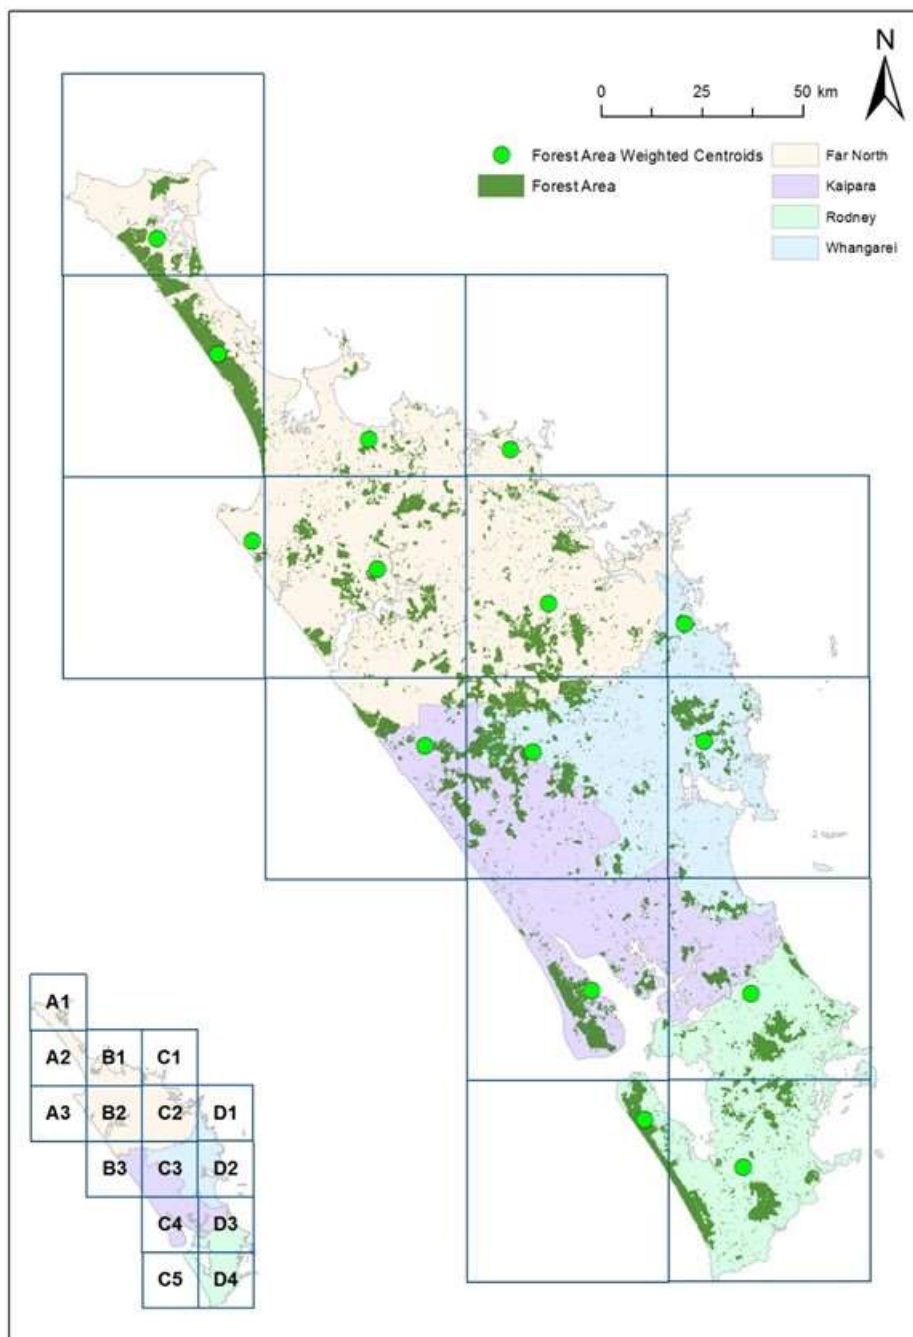 N
0 25 50 km
Forest Area Weighted Centroids
Forest Area
Far North
Kaipara
Rodney
Whangarei
A1
A2 B1 C1
A3 B2 C2 D1
B3 C3 D2
C4 D3
C5 D4